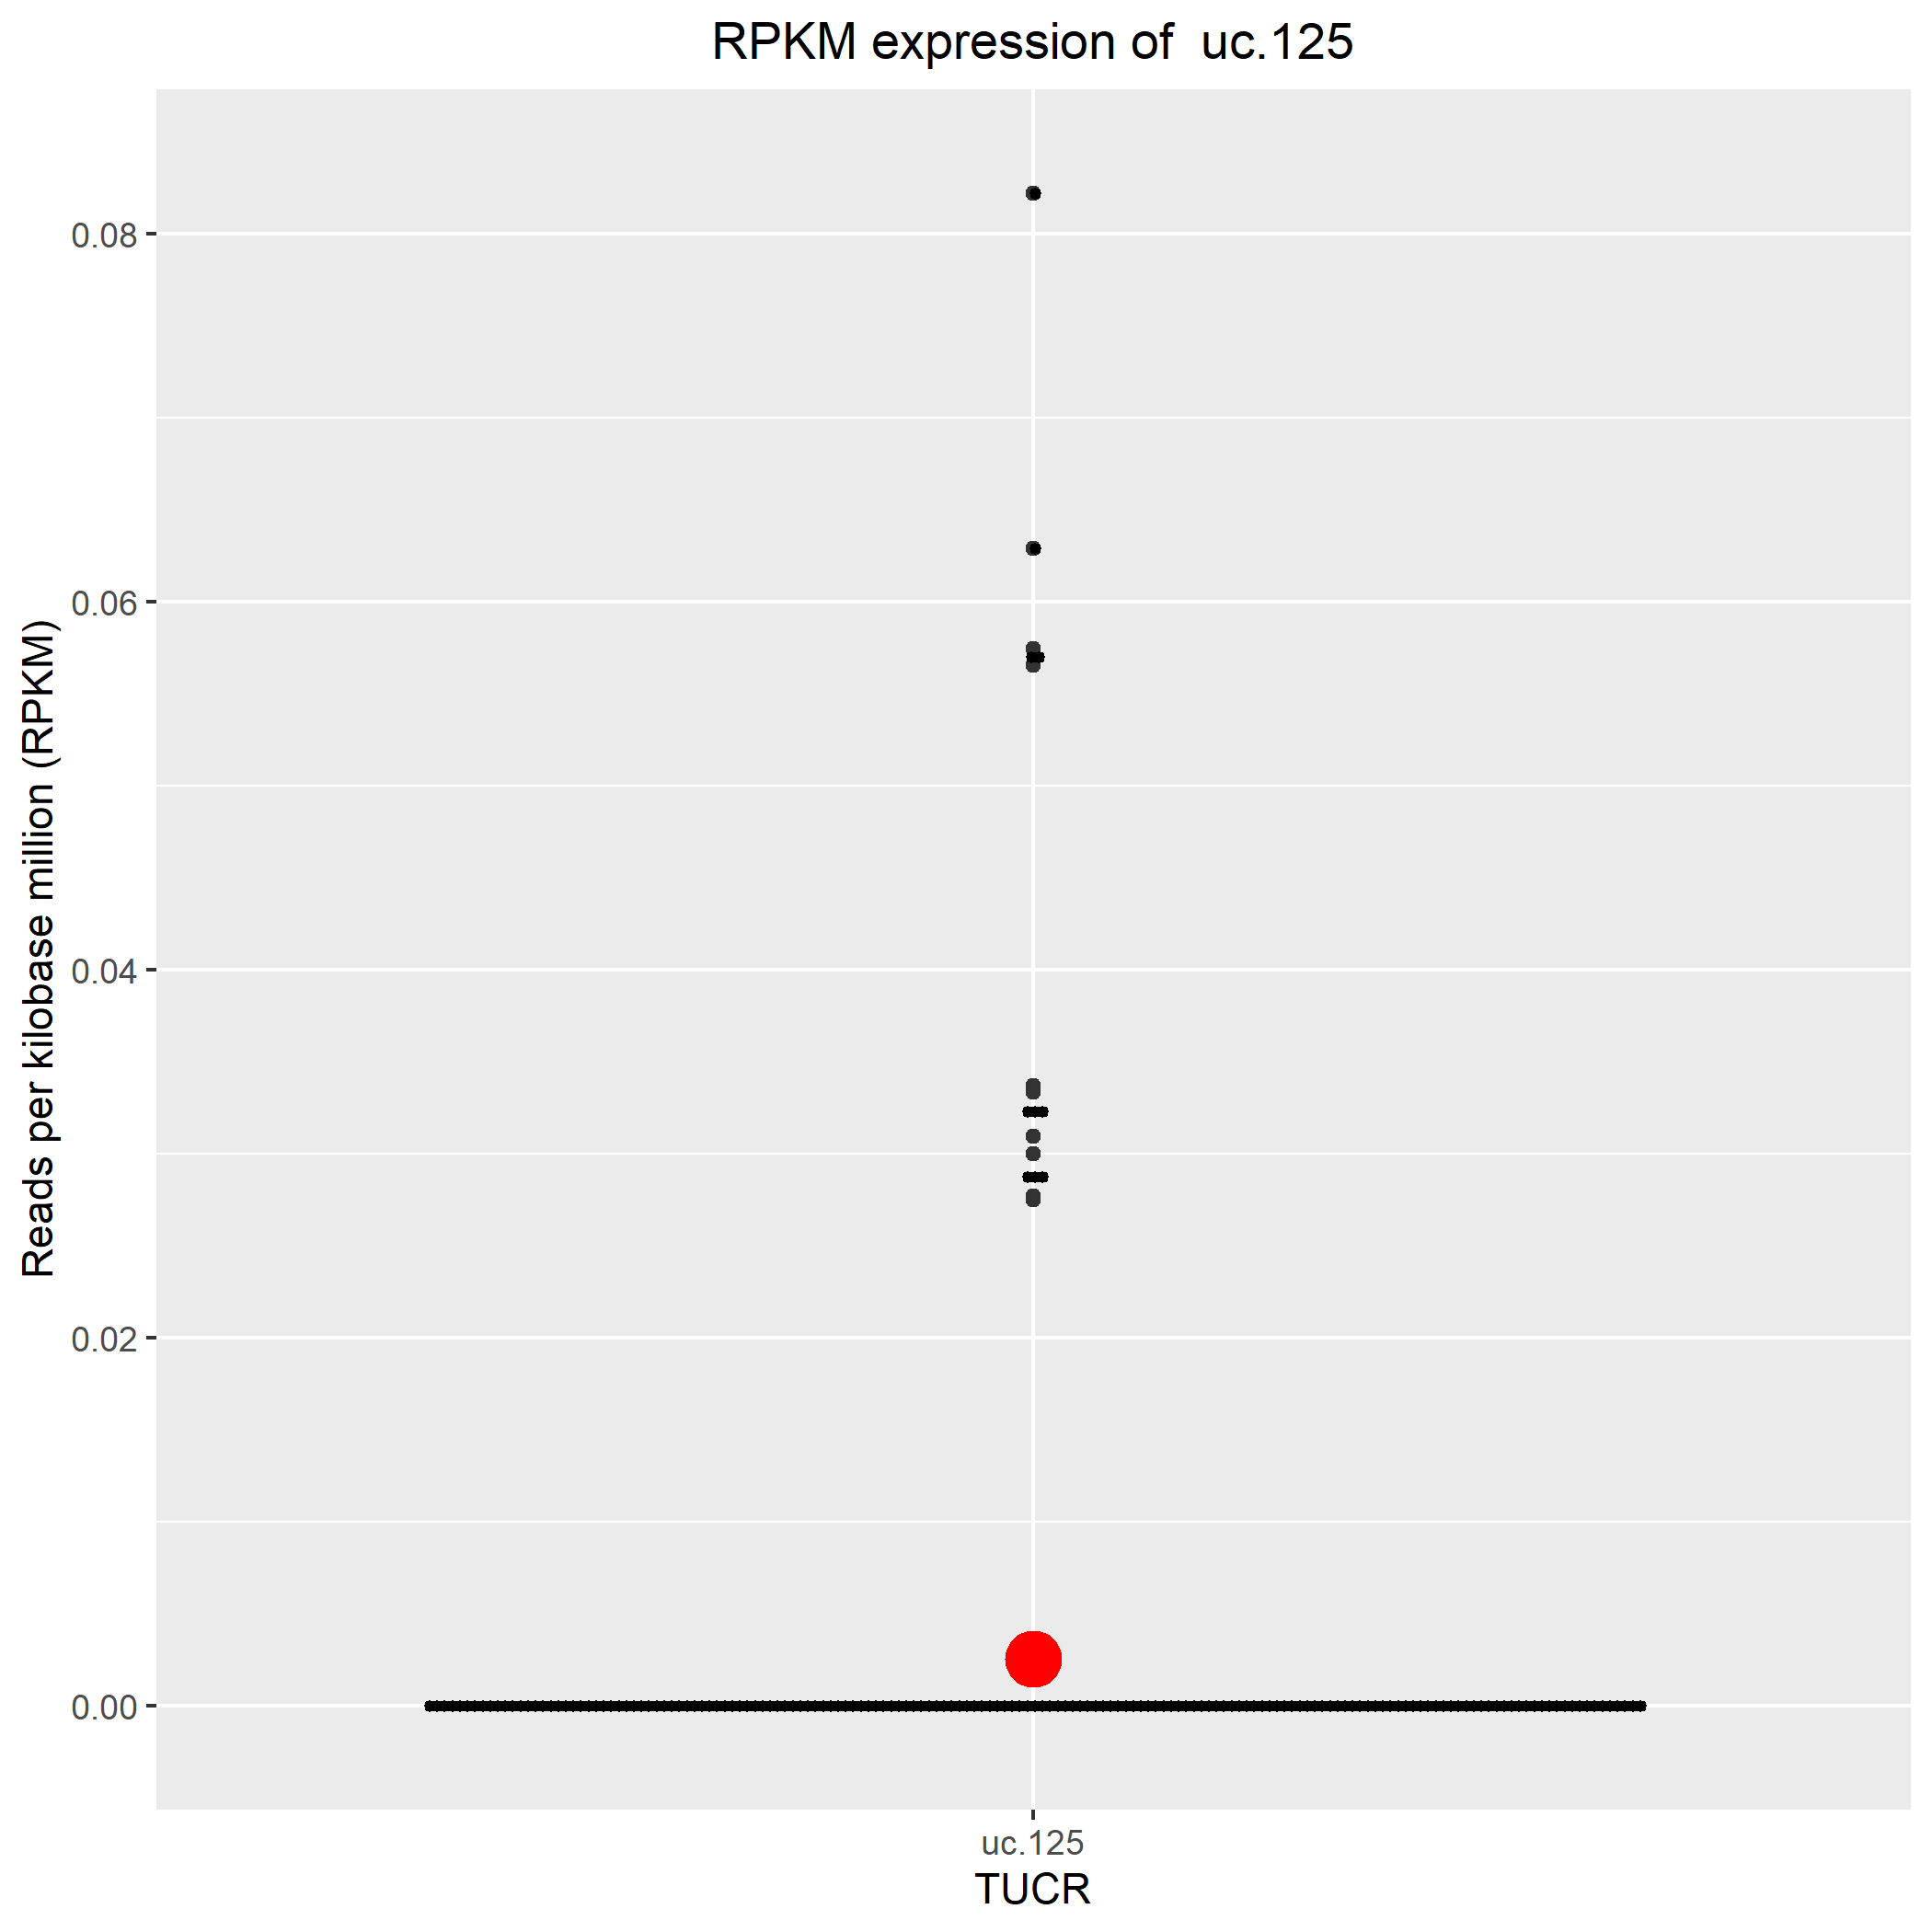 RPKM expression of  uc.125
Reads per kilobase million (RPKM)
0.08
0.06
0.04
0.02
0.00
uc.125
TUCR